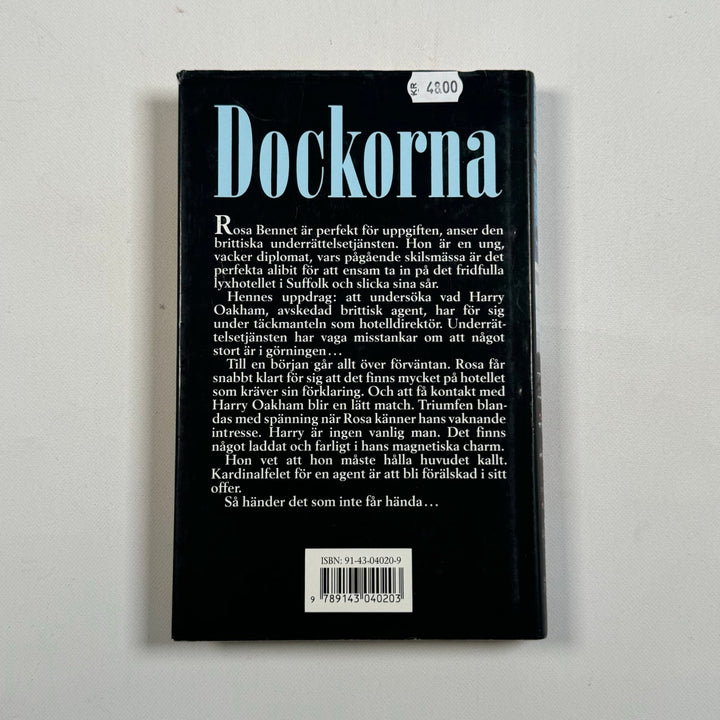 KR 4800
Dockorna
Rosa Bennet är perfekt för uppgiften, anser den
brittiska underrättelsetjänsten. Hon är en ung,
vacker diplomat, vars pågående skilsmässa är det
perfekta alibit för att ensam ta in på det fridfulla
lyxhotellet i Suffolk och slicka sina sår.
Hennes uppdrag: att undersöka vad Harry
Oakham, avskedad brittisk agent, har för sig
under täckmanteln som hotelldirektör. Underrät-
telsetjänsten har vaga misstankar om att något
stort är i görningen...
Till en början går allt över förväntan. Rosa får
snabbt klart för sig att det finns mycket på hotellet
som kräver sin förklaring. Och att få kontakt med
Harry Oakham blir en lätt match. Triumfen blan-
das med spänning när Rosa känner hans vaknande
intresse. Harry är ingen vanlig man. Det finns
något laddat och farligt i hans magnetiska charm.
Hon vet att hon måste hålla huvudet kallt.
Kardinalfelet för en agent är att bli förälskad i sitt
offer.
Så händer det som inte får hända...
ISBN: 91-43-04020-9
9 789143 040203